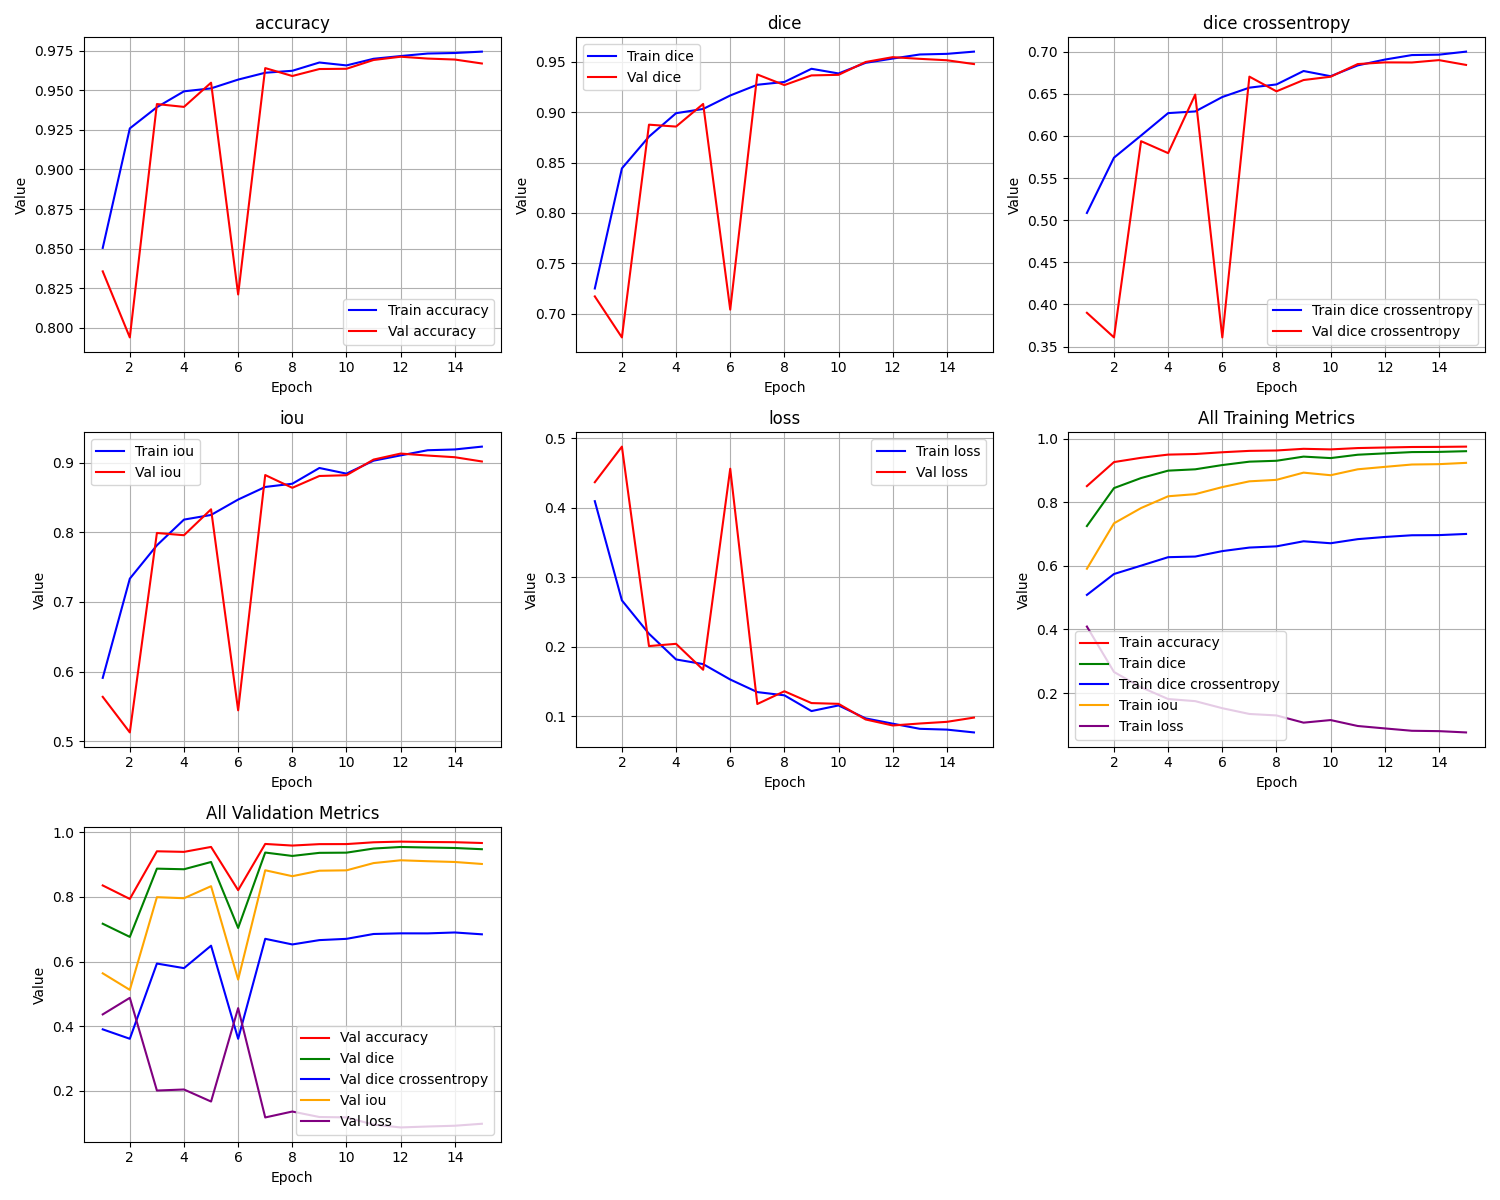 accuracy
Value
0.975
0.950
0.925
0.900
0.875
0.850
0.825
0.800
Train accuracy
Val accuracy
2 4 6 8 10 12 14
Epoch
dice
Value
0.95
0.90
0.85
0.80
0.75
0.70
Train dice
Val dice
2 4 6 8 10 12 14
Epoch
dice crossentropy
Value
0.70
0.65
0.60
0.55
0.50
0.45
0.40
0.35
Train dice crossentropy
Val dice crossentropy
2 4 6 8 10 12 14
Epoch
iou
Value
0.9
0.8
0.7
0.6
0.5
Train iou
Val iou
2 4 6 8 10 12 14
Epoch
loss
Value
0.5
0.4
0.3
0.2
0.1
Train loss
Val loss
2 4 6 8 10 12 14
Epoch
All Training Metrics
Value
1.0
0.8
0.6
0.4
0.2
Train accuracy
Train dice
Train dice crossentropy
Train iou
Train loss
2 4 6 8 10 12 14
Epoch
All Validation Metrics
Value
1.0
0.8
0.6
0.4
0.2
Val accuracy
Val dice
Val dice crossentropy
Val iou
Val loss
2 4 6 8 10 12 14
Epoch